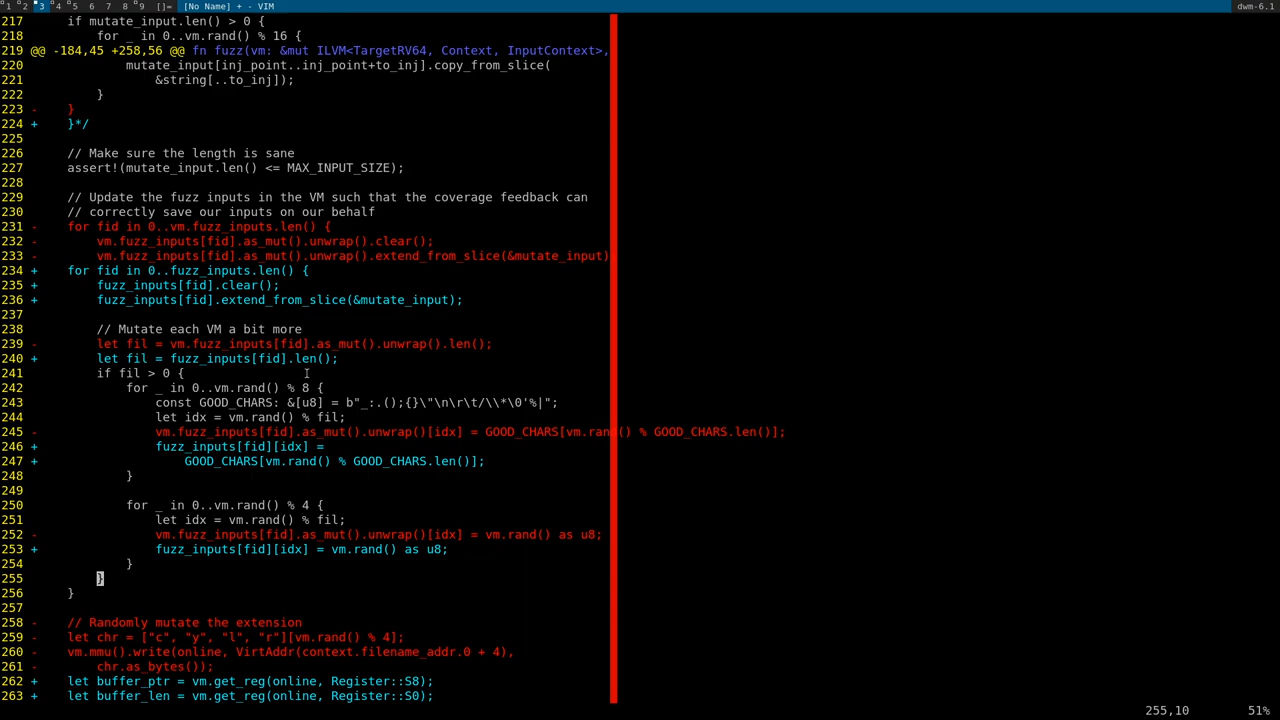 1 2 3 4 5 6 7 8 9 []= [No Name] + - VIM dwm-6.1
217     if mutate_input.len() > 0 {
218         for _ in 0..vm.rand() % 16 {
219 @@ -184,45 +258,56 @@ fn fuzz(vm: &mut ILVM<TargetRV64, Context, InputContext>,
220             mutate_input[inj_point..inj_point+to_inj].copy_from_slice(
221                 &string[..to_inj]);
222         }
223 -    }
224 +    }*/
225
226     // Make sure the length is sane
227     assert!(mutate_input.len() <= MAX_INPUT_SIZE);
228
229     // Update the fuzz inputs in the VM such that the coverage feedback can
230     // correctly save our inputs on our behalf
231 -    for fid in 0..vm.fuzz_inputs.len() {
232 -        vm.fuzz_inputs[fid].as_mut().unwrap().clear();
233 -        vm.fuzz_inputs[fid].as_mut().unwrap().extend_from_slice(&mutate_input)
234 +    for fid in 0..fuzz_inputs.len() {
235 +        fuzz_inputs[fid].clear();
236 +        fuzz_inputs[fid].extend_from_slice(&mutate_input);
237
238         // Mutate each VM a bit more
239 -        let fil = vm.fuzz_inputs[fid].as_mut().unwrap().len();
240 +        let fil = fuzz_inputs[fid].len();
241         if fil > 0 {
242             for _ in 0..vm.rand() % 8 {
243                 const GOOD_CHARS: &[u8] = b"_:.();{}\"\n\r\t/\\*\0'%|";
244                 let idx = vm.rand() % fil;
245 -                vm.fuzz_inputs[fid].as_mut().unwrap()[idx] = GOOD_CHARS[vm.rand() % GOOD_CHARS.len()];
246 +                fuzz_inputs[fid][idx] =
247 +                    GOOD_CHARS[vm.rand() % GOOD_CHARS.len()];
248             }
249
250             for _ in 0..vm.rand() % 4 {
251                 let idx = vm.rand() % fil;
252 -                vm.fuzz_inputs[fid].as_mut().unwrap()[idx] = vm.rand() as u8;
253 +                fuzz_inputs[fid][idx] = vm.rand() as u8;
254             }
255         }
256     }
257
258 -    // Randomly mutate the extension
259 -    let chr = ["c", "y", "l", "r"][vm.rand() % 4];
260 -    vm.mmu().write(online, VirtAddr(context.filename_addr.0 + 4),
261 -        chr.as_bytes());
262 +    let buffer_ptr = vm.get_reg(online, Register::S8);
263 +    let buffer_len = vm.get_reg(online, Register::S0);
255,10 51%